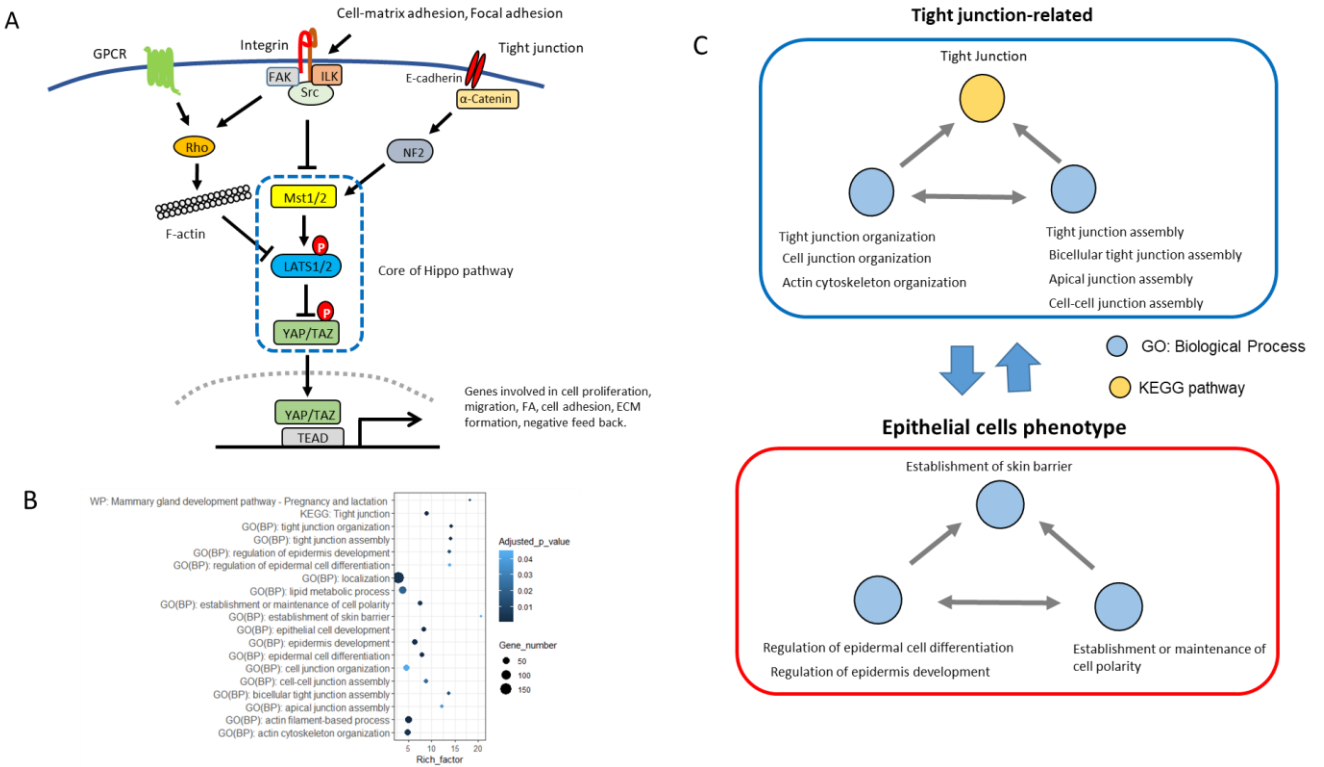 A
Cell-matrix adhesion, Focal adhesion
GPCR
Integrin
Tight junction
FAK
ILK
Src
E-cadherin
α-Catenin
Rho
NF2
Mst1/2
F-actin
P
LATS1/2
Core of Hippo pathway
P
YAP/TAZ
YAP/TAZ
TEAD
Genes involved in cell proliferation,
migration, FA, cell adhesion, ECM
formation, negative feed back.
B
WP: Mammary gland development pathway - Pregnancy and lactation
KEGG: Tight junction
GO(BP): tight junction organization
GO(BP): tight junction assembly
GO(BP): regulation of epidermis development
GO(BP): regulation of epidermal cell differentiation
GO(BP): localization
GO(BP): lipid metabolic process
GO(BP): establishment or maintenance of cell polarity
GO(BP): establishment of skin barrier
GO(BP): epithelial cell development
GO(BP): epidermis development
GO(BP): epidermal cell differentiation
GO(BP): cell junction organization
GO(BP): cell-cell junction assembly
GO(BP): bicellular tight junction assembly
GO(BP): apical junction assembly
GO(BP): actin filament-based process
GO(BP): actin cytoskeleton organization
5 10 15 20
Rich_factor
Adjusted_p_value
0.04
0.03
0.02
0.01
Gene_number
50
100
150
C
Tight junction-related
Tight Junction
Tight junction organization
Cell junction organization
Actin cytoskeleton organization
Tight junction assembly
Bicellular tight junction assembly
Apical junction assembly
Cell-cell junction assembly
GO: Biological Process
KEGG pathway
Epithelial cells phenotype
Establishment of skin barrier
Regulation of epidermal cell differentiation
Regulation of epidermis development
Establishment or maintenance of
cell polarity